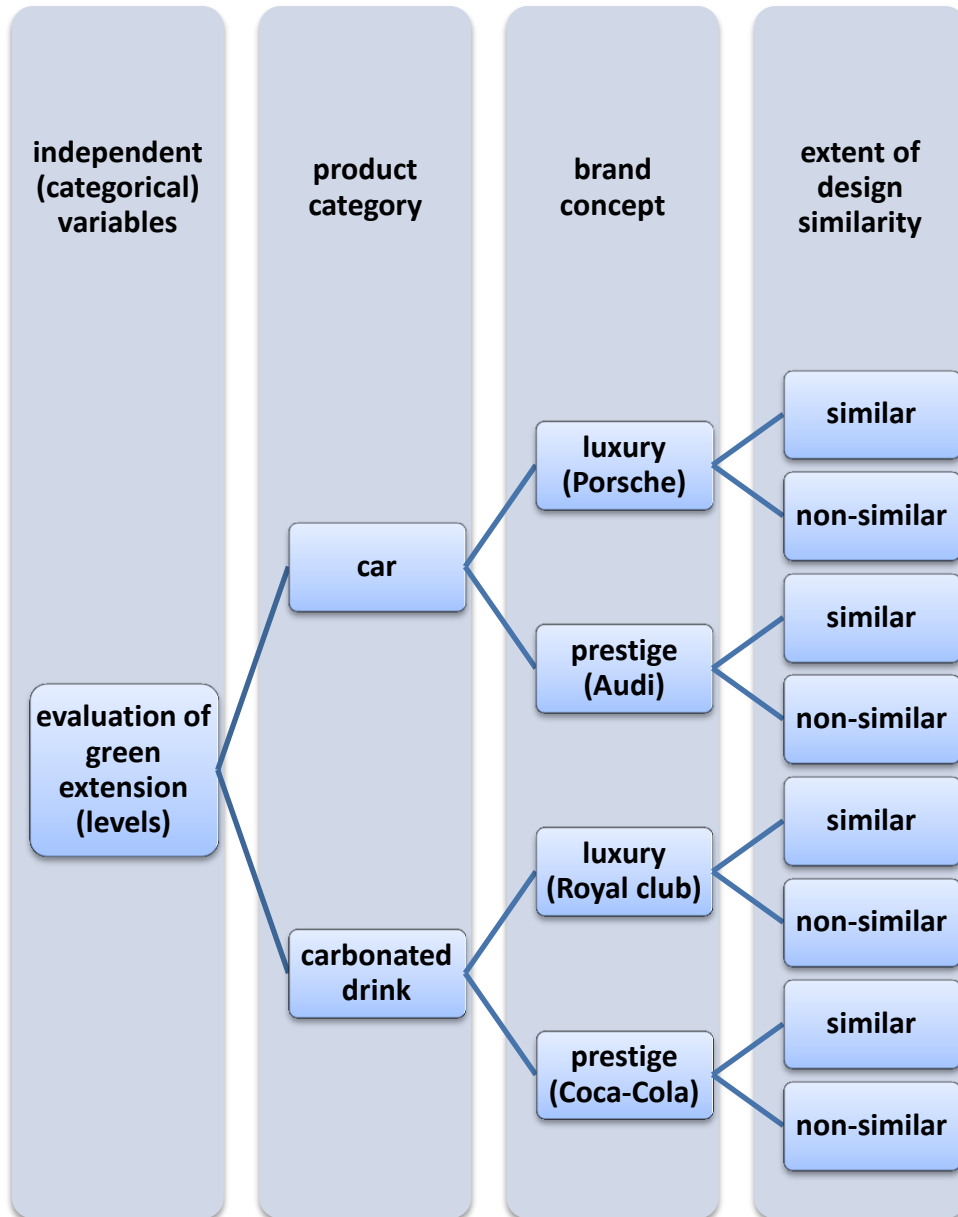 independent
(categorical)
variables
product
category
brand
concept
extent of
design
similarity
evaluation of
green
extension
(levels)
car
carbonated
drink
luxury
(Porsche)
prestige
(Audi)
luxury
(Royal club)
prestige
(Coca-Cola)
similar
non-similar
similar
non-similar
similar
non-similar
similar
non-similar